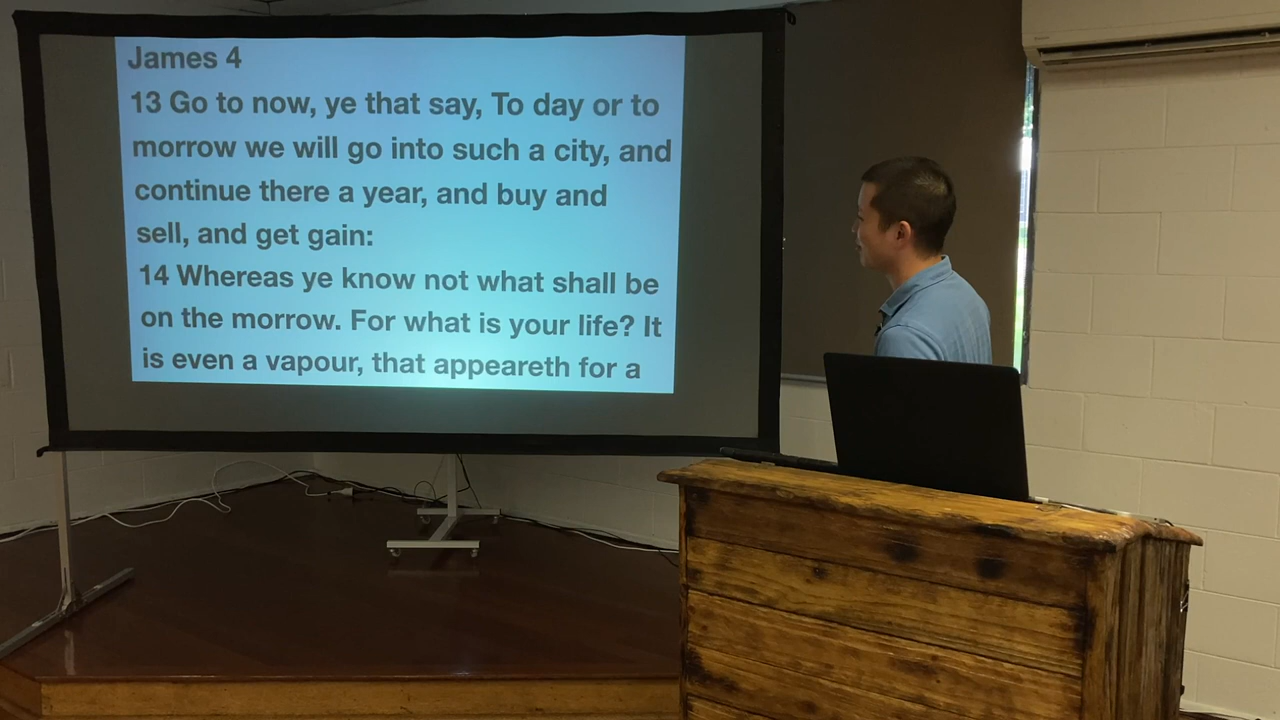 James 4
13 Go to now, ye that say, To day or to
morrow we will go into such a city, and
continue there a year, and buy and
sell, and get gain:
14 Whereas ye know not what shall be
on the morrow. For what is your life? It
is even a vapour, that appeareth for a